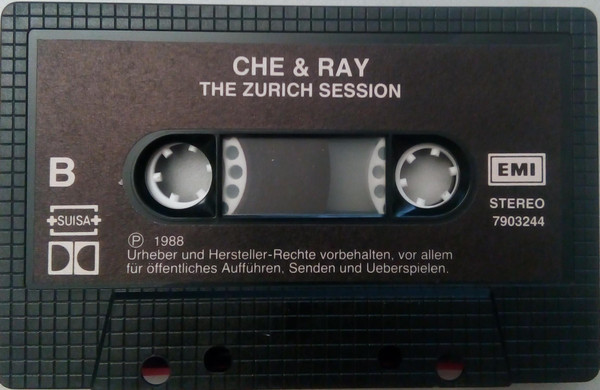 CHE & RAY
THE ZURICH SESSION
B
EMI
+SUISA+
STEREO
7903244
℗ 1988
Urheber und Hersteller-Rechte vorbehalten, vor allem
für öffentliches Aufführen, Senden und Ueberspielen.